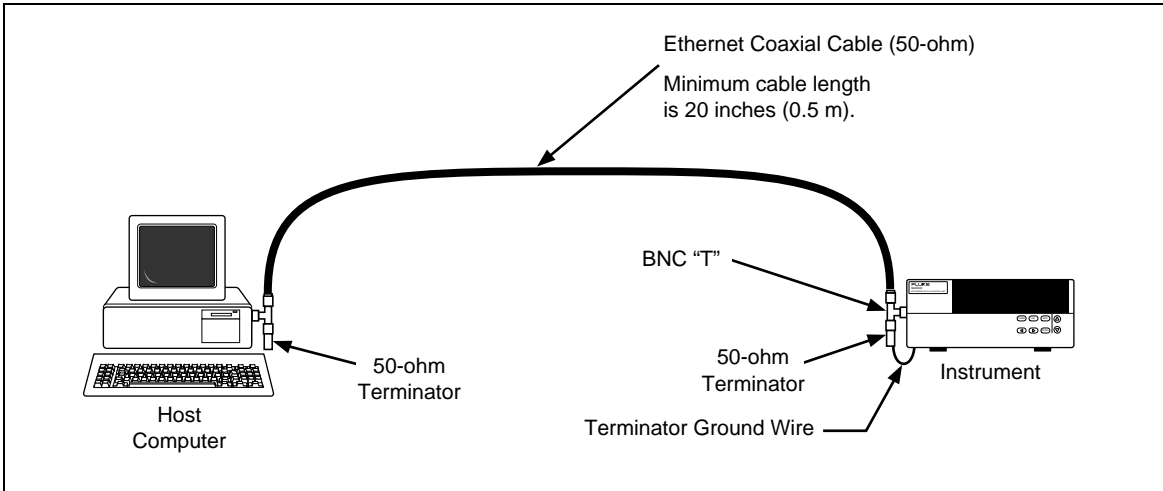 Ethernet Coaxial Cable (50-ohm)
Minimum cable length
is 20 inches (0.5 m).
BNC “T”
FLUKE
50-ohm
Terminator
50-ohm
Terminator
Instrument
Host
Computer
Terminator Ground Wire